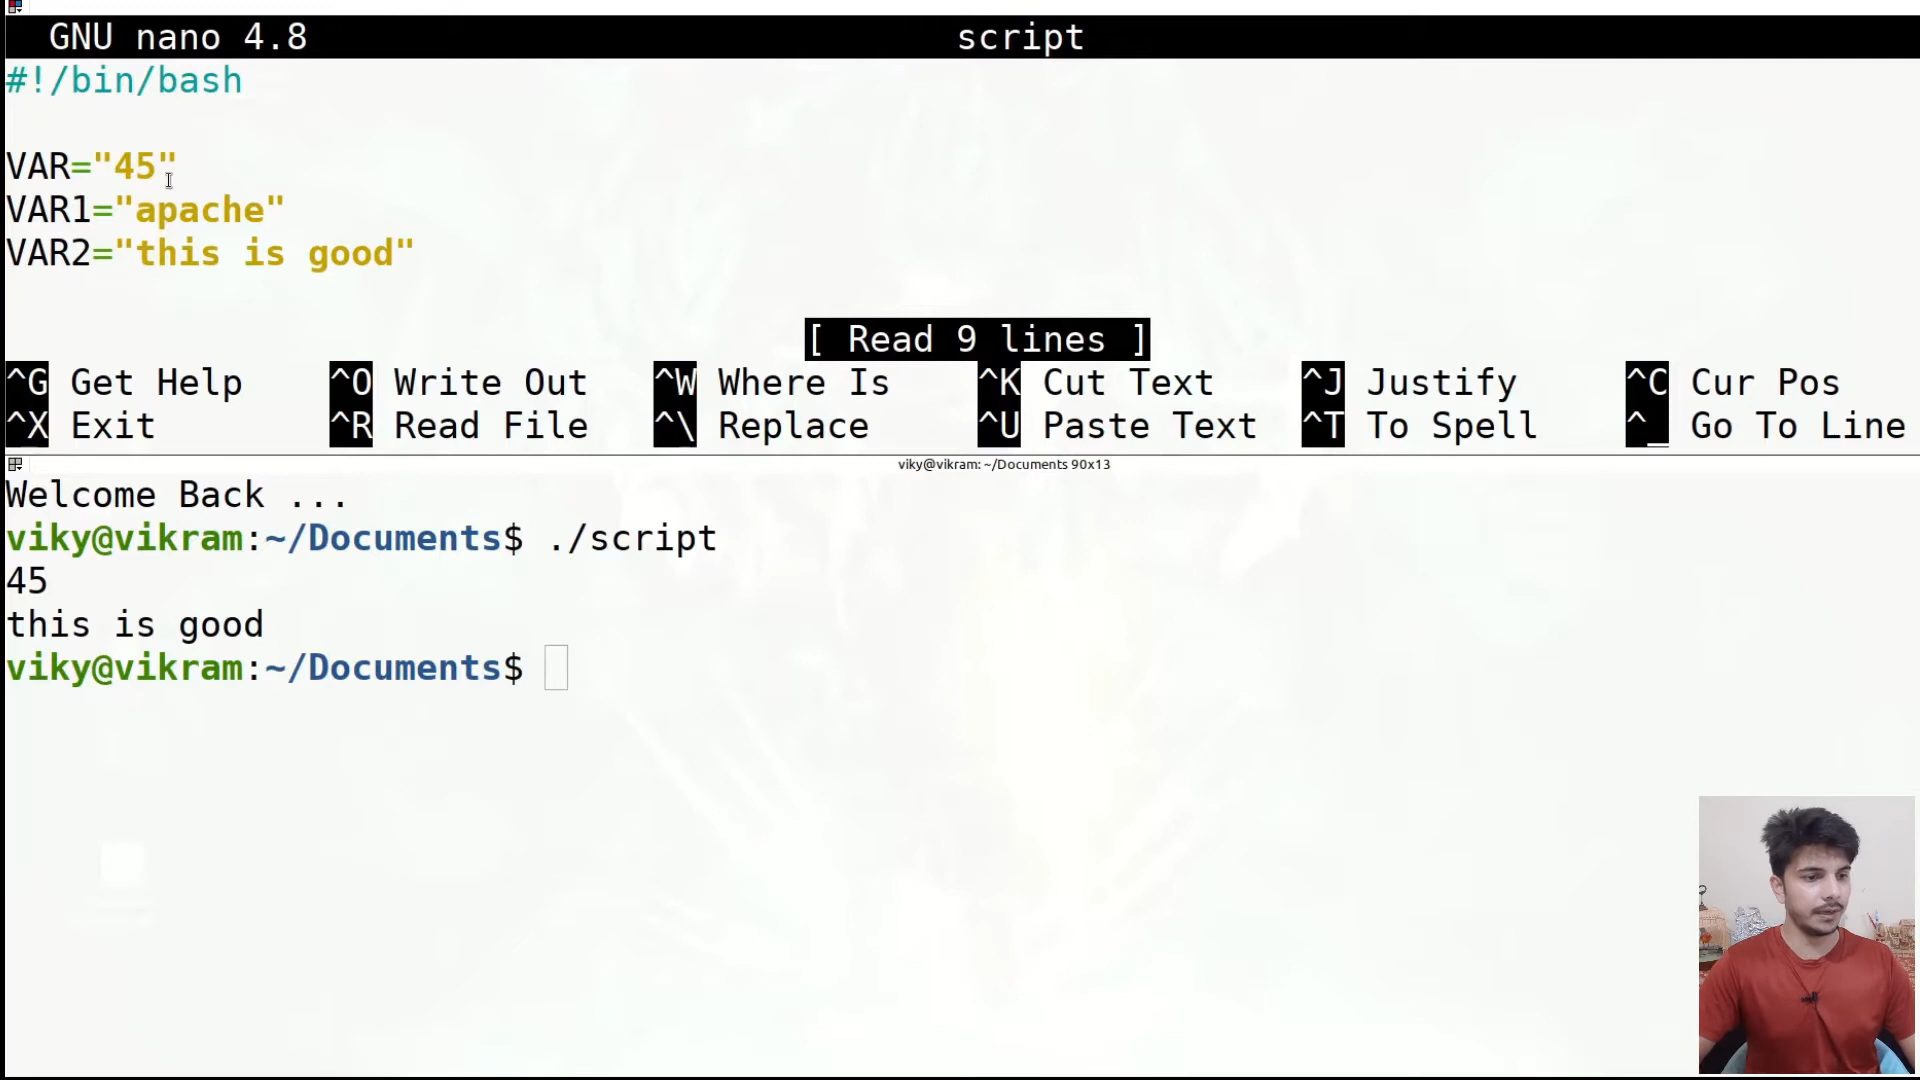 GNU nano 4.8 script
#!/bin/bash
VAR="45"
VAR1="apache"
VAR2="this is good"
[ Read 9 lines ]
^G Get Help ^O Write Out ^W Where Is ^K Cut Text ^J Justify ^C Cur Pos
^X Exit ^R Read File ^\ Replace ^U Paste Text ^T To Spell ^_ Go To Line
viky@vikram: ~/Documents 90x13
Welcome Back ...
viky@vikram:~/Documents$ ./script
45
this is good
viky@vikram:~/Documents$